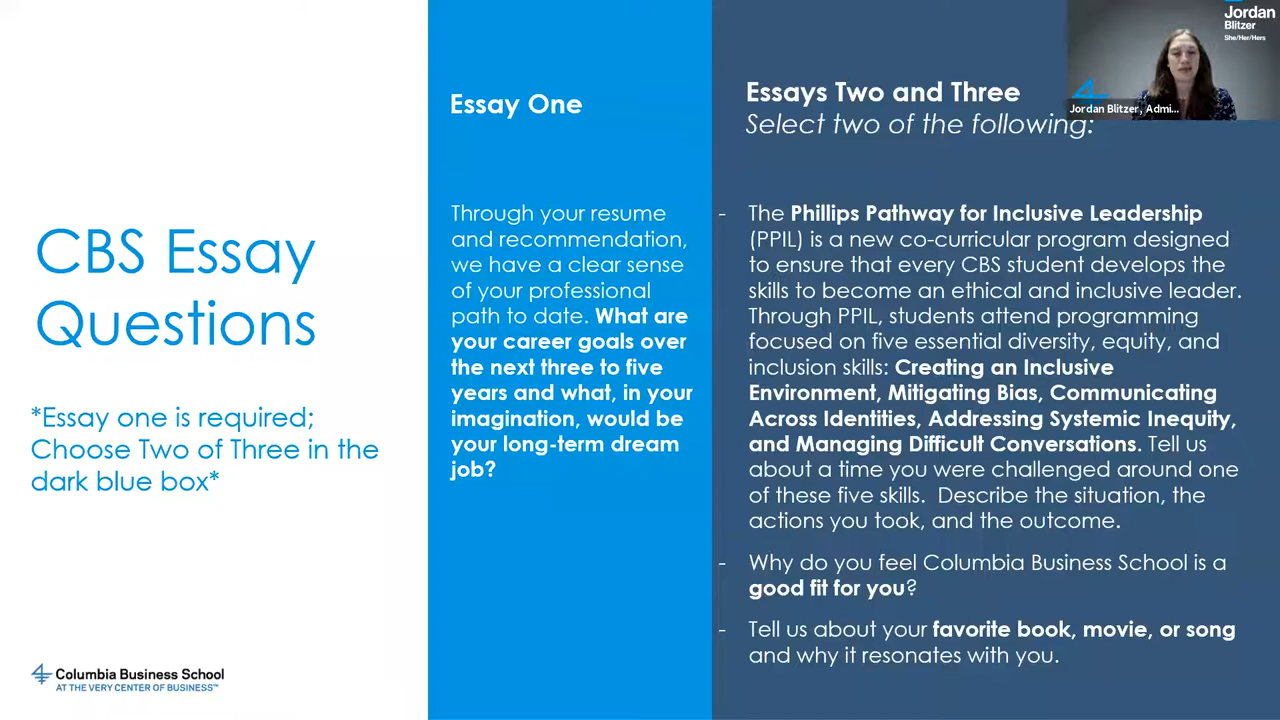 CBS Essay
Questions
*Essay one is required;
Choose Two of Three in the
dark blue box*
Columbia Business School
AT THE VERY CENTER OF BUSINESS™
Essay One
Through your resume
and recommendation,
we have a clear sense
of your professional
path to date. What are
your career goals over
the next three to five
years and what, in your
imagination, would be
your long-term dream
job?
Essays Two and Three
Select two of the following:
- The Phillips Pathway for Inclusive Leadership
(PPIL) is a new co-curricular program designed
to ensure that every CBS student develops the
skills to become an ethical and inclusive leader.
Through PPIL, students attend programming
focused on five essential diversity, equity, and
inclusion skills: Creating an Inclusive
Environment, Mitigating Bias, Communicating
Across Identities, Addressing Systemic Inequity,
and Managing Difficult Conversations. Tell us
about a time you were challenged around one
of these five skills. Describe the situation, the
actions you took, and the outcome.
- Why do you feel Columbia Business School is a
good fit for you?
- Tell us about your favorite book, movie, or song
and why it resonates with you.
Jordan
Blitzer
She/Her/Hers
Jordan Blitzer, Admi...